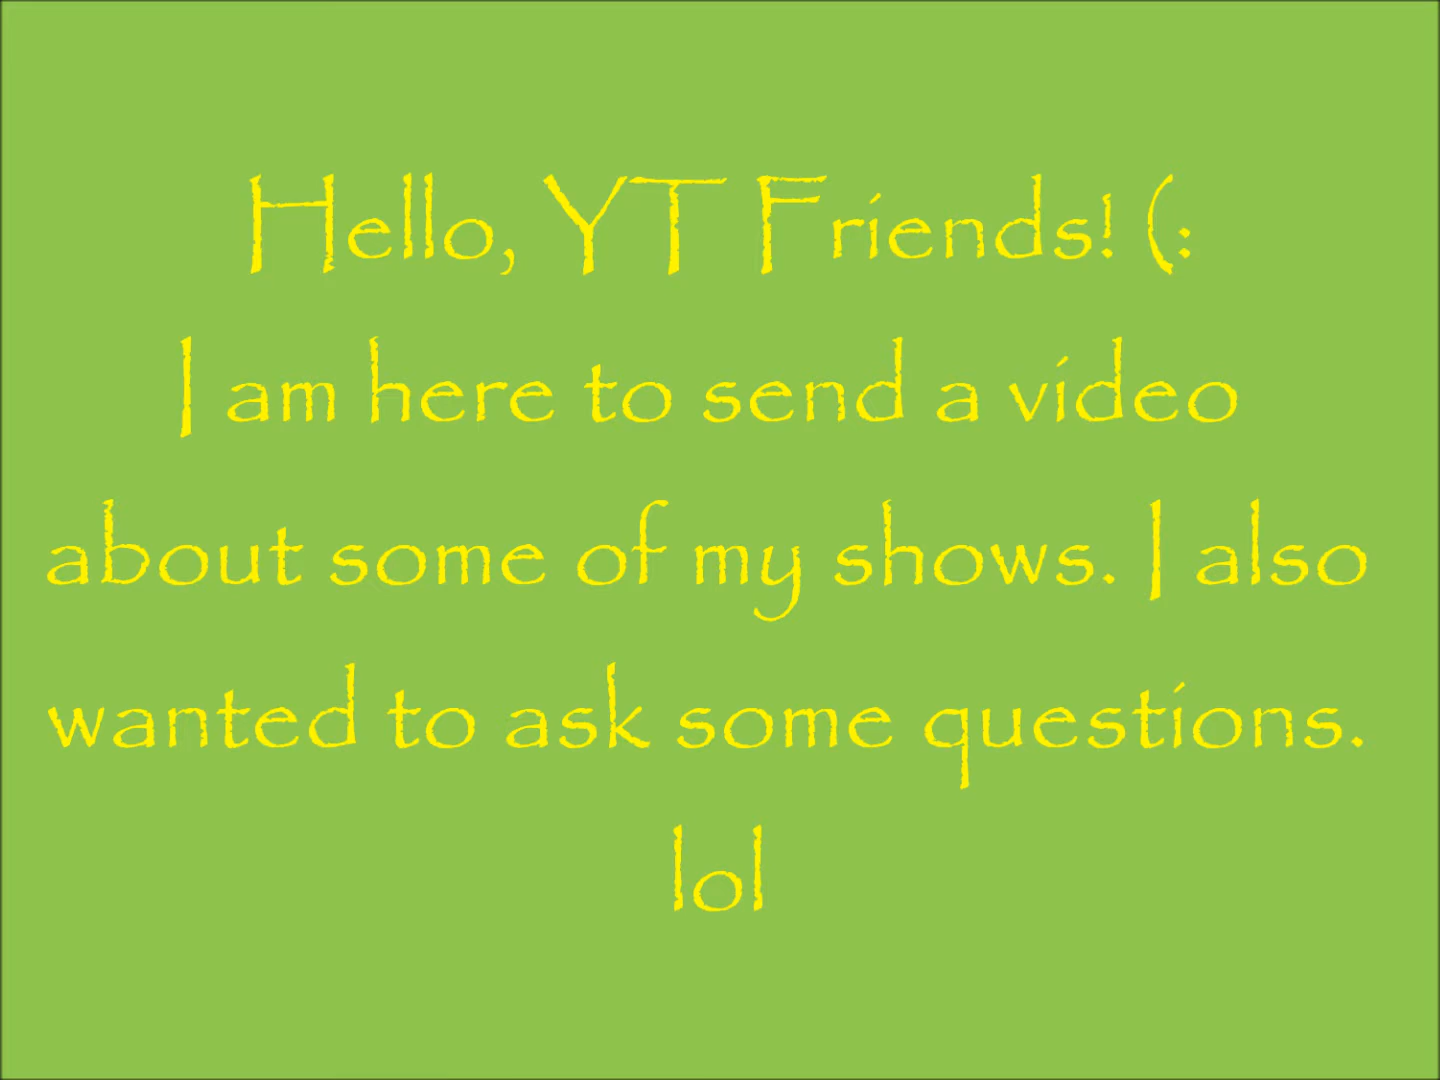 Hello, YT Friends! (:
I am here to send a video
about some of my shows. I also
wanted to ask some questions.
lol